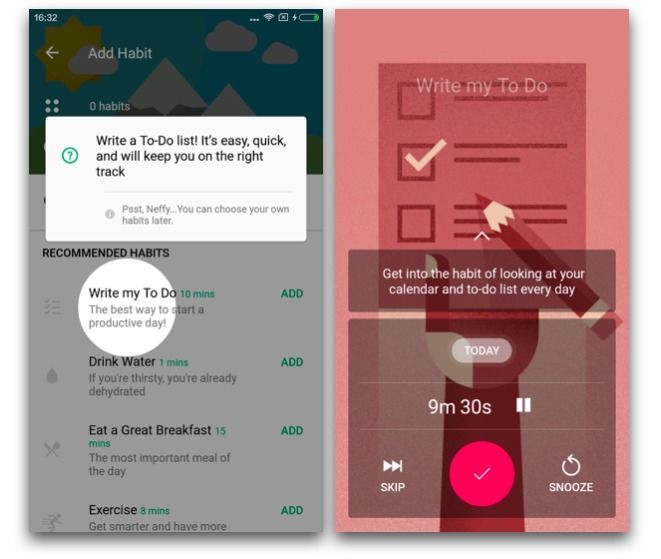 16:32
Add Habit
0 habits
Write a To-Do list! It's easy, quick,
and will keep you on the right
track
Psst, Neffy...You can choose your own
habits later.
RECOMMENDED HABITS
Write my To Do 10 mins
ADD
The best way to start a
productive day!
Drink Water 1 mins
ADD
If you're thirsty, you're already
dehydrated
Eat a Great Breakfast 15
mins
ADD
The most important meal of
the day
Exercise 8 mins
ADD
Get smarter and have more
Write my To Do
Get into the habit of looking at your
calendar and to-do list every day
TODAY
9m 30s
SKIP
SNOOZE